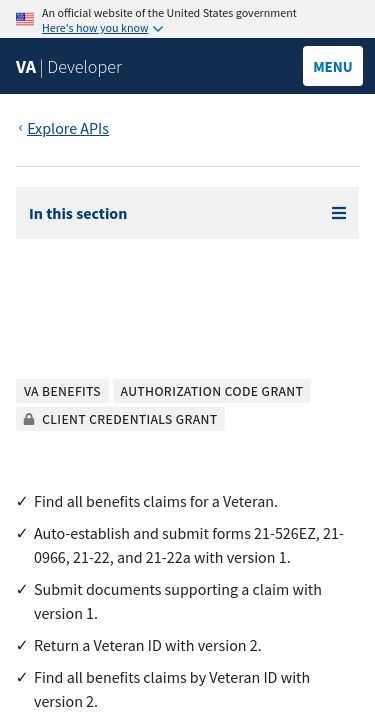 An official website of the United States government
Here's how you know
VA | Developer
MENU
‹ Explore APIs
In this section
VA BENEFITS
AUTHORIZATION CODE GRANT
CLIENT CREDENTIALS GRANT
✓ Find all benefits claims for a Veteran.
✓ Auto-establish and submit forms 21-526EZ, 21-
0966, 21-22, and 21-22a with version 1.
✓ Submit documents supporting a claim with
version 1.
✓ Return a Veteran ID with version 2.
✓ Find all benefits claims by Veteran ID with
version 2.